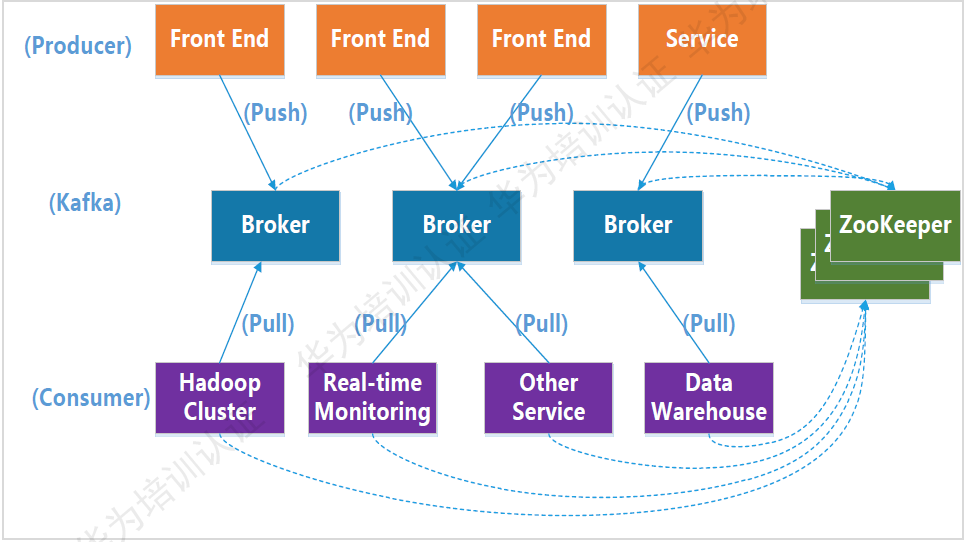 (Producer)
Front End
Front End
Front End
Service
(Push)
(Push)
(Push)
(Push)
(Kafka)
Broker
Broker
Broker
ZooKeeper
(Pull)
(Pull)
(Pull)
(Pull)
(Consumer)
Hadoop
Cluster
Real-time
Monitoring
Other
Service
Data
Warehouse
华为培训认证
华为培训认证
华为培训认证